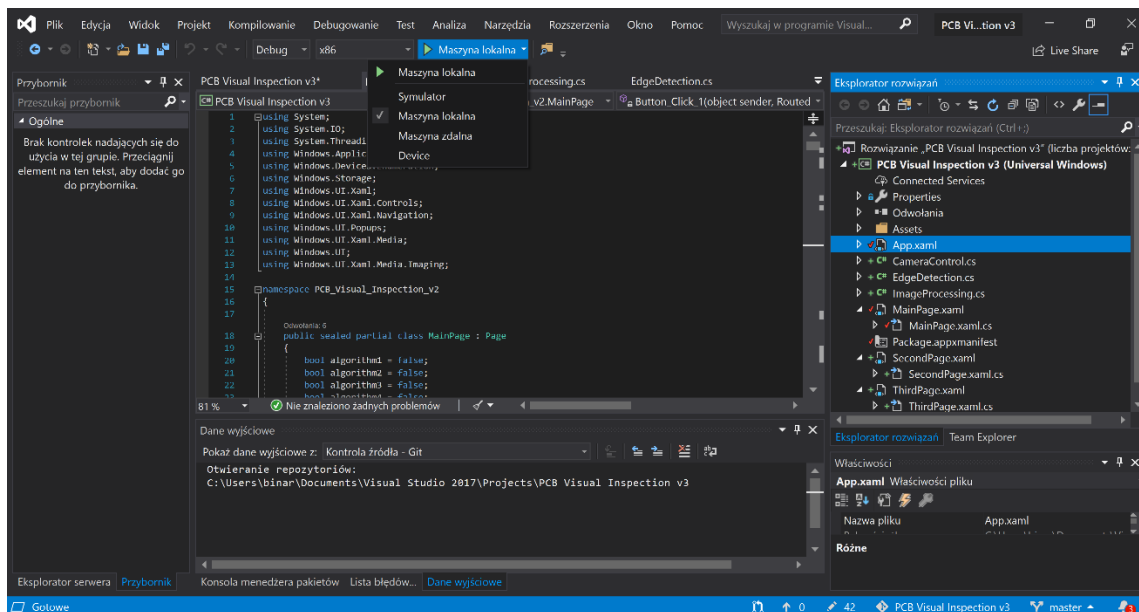 Plik Edycja Widok Projekt Kompilowanie Debugowanie Test Analiza Narzędzia Rozszerzenia Okno Pomoc Wyszukaj w programie Visual... PCB Vi...tion v3
Debug x86 Maszyna lokalna Live Share
Maszyna lokalna
Symulator
Maszyna lokalna
Maszyna zdalna
Device
Przybornik
Przeszukaj przybornik
Ogólne
Brak kontrolek nadających się do
użycia w tej grupie. Przeciągnij
element na ten tekst, aby dodać go
do przybornika.
PCB Visual Inspection v3* rocessing.cs EdgeDetection.cs
PCB Visual Inspection v3 _v2.MainPage Button_Click_1(object sender, Routed
1 using System;
2 using System.IO;
3 using System.Threadi
4 using Windows.Applic
5 using Windows.Device
6 using Windows.Storage;
7 using Windows.UI.Xaml;
8 using Windows.UI.Xaml.Controls;
9 using Windows.UI.Xaml.Navigation;
10 using Windows.UI.Popups;
11 using Windows.UI.Xaml.Media;
12 using Windows.UI;
13 using Windows.UI.Xaml.Media.Imaging;
14
15 namespace PCB_Visual_Inspection_v2
16 {
17
Odwołania: 6
18 public sealed partial class MainPage : Page
19 {
20 bool algorithm1 = false;
21 bool algorithm2 = false;
22 bool algorithm3 = false;
81 % Nie znaleziono żadnych problemów
Dane wyjściowe
Pokaż dane wyjściowe z: Kontrola źródła - Git
Otwieranie repozytoriów:
C:\Users\binar\Documents\Visual Studio 2017\Projects\PCB Visual Inspection v3
Eksplorator serwera Przybornik Konsola menedżera pakietów Lista błędów... Dane wyjściowe
Eksplorator rozwiązań
Przeszukaj: Eksplorator rozwiązań (Ctrl+;)
Rozwiązanie „PCB Visual Inspection v3” (liczba projektów:
PCB Visual Inspection v3 (Universal Windows)
Connected Services
Properties
Odwołania
Assets
App.xaml
CameraControl.cs
EdgeDetection.cs
ImageProcessing.cs
MainPage.xaml
MainPage.xaml.cs
Package.appxmanifest
SecondPage.xaml
SecondPage.xaml.cs
ThirdPage.xaml
ThirdPage.xaml.cs
Eksplorator rozwiązań Team Explorer
Właściwości
App.xaml Właściwości pliku
Nazwa pliku App.xaml
Różne
Gotowe 0 42 PCB Visual Inspection v3 master 3